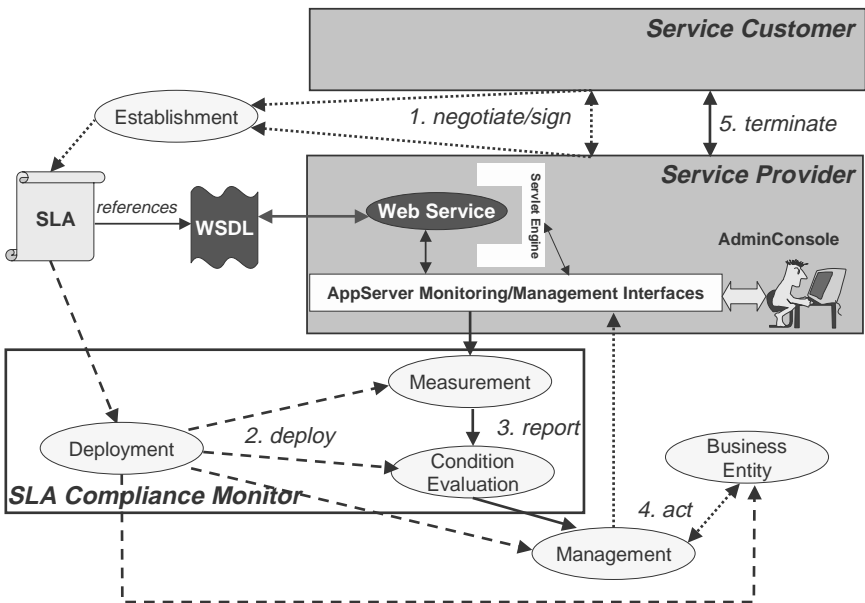 Service Customer
Establishment
1. negotiate/sign
5. terminate
Service Provider
SLA
references
WSDL
Web Service
Servlet Engine
AdminConsole
AppServer Monitoring/Management Interfaces
Measurement
Deployment
2. deploy
3. report
Condition
Evaluation
Business
Entity
SLA Compliance Monitor
4. act
Management